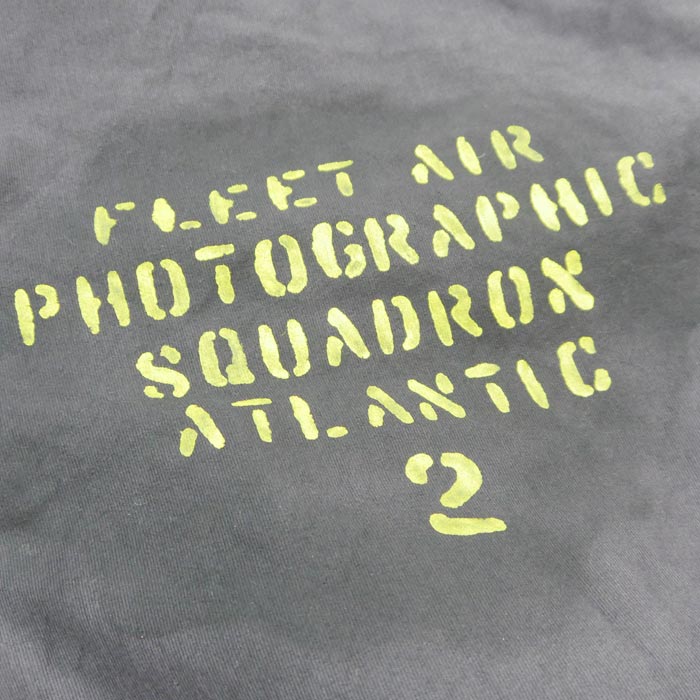 FLEET AIR
PHOTOGRAPHIC
SQUADRON
ATLANTIC
2